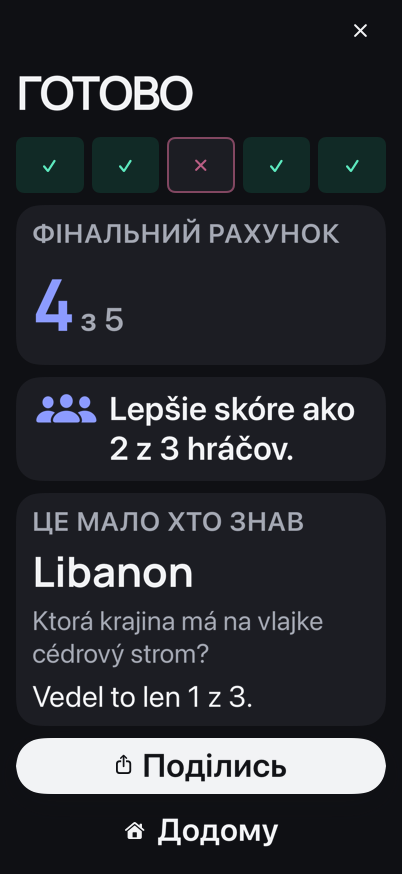 ГОТОВО
ФІНАЛЬНИЙ РАХУНОК
4 з 5
Lepšie skóre ako
2 z 3 hráčov.
ЦЕ МАЛО ХТО ЗНАВ
Libanon
Ktorá krajina má na vlajke
cédrový strom?
Vedel to len 1 z 3.
Поділись
Додому